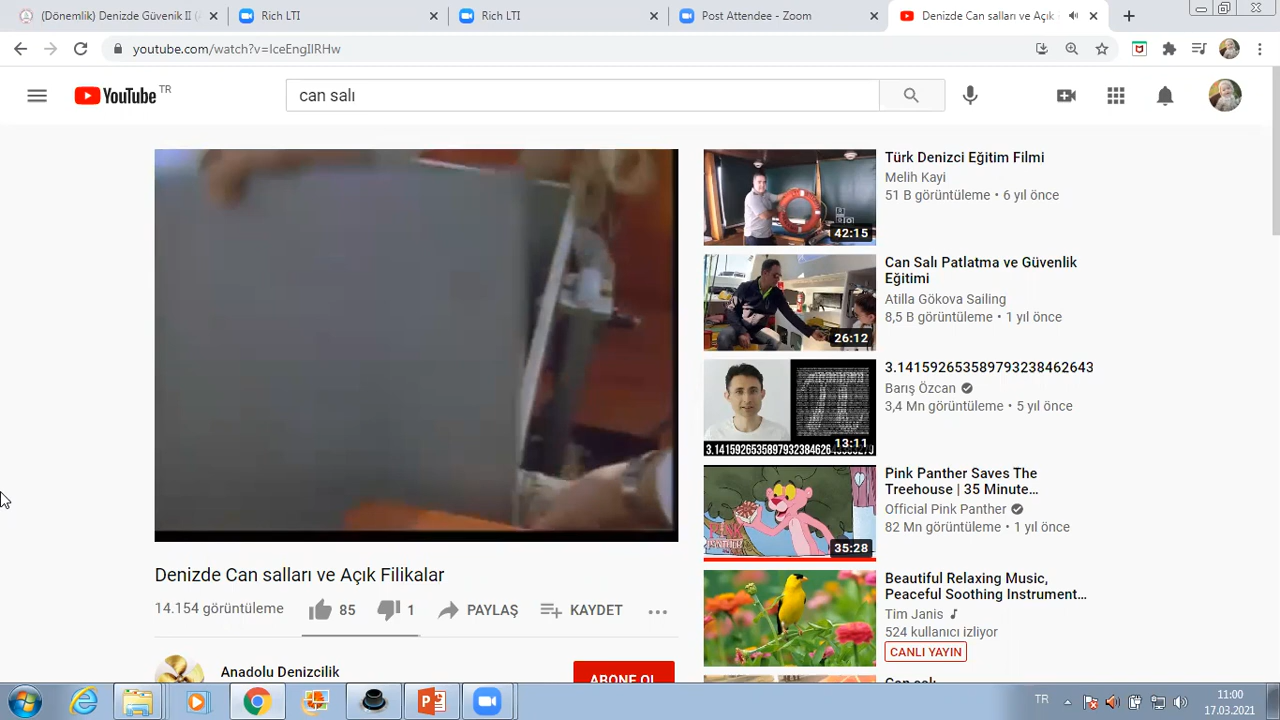 (Dönemlik) Denizde Güvenik II (
Rich LTI
Rich LTI
Post Attendee - Zoom
Denizde Can salları ve Açık
youtube.com/watch?v=IceEngIlRHw
YouTube TR
can salı
Türk Denizci Eğitim Filmi
Melih Kayi
51 B görüntüleme • 6 yıl önce
42:15
Can Salı Patlatma ve Güvenlik
Eğitimi
Atilla Gökova Sailing
8,5 B görüntüleme • 1 yıl önce
26:12
3.14159265358979323846264​3
Barış Özcan
3,4 Mn görüntüleme • 5 yıl önce
13:11
Pink Panther Saves The
Treehouse | 35 Minute…
Official Pink Panther
82 Mn görüntüleme • 1 yıl önce
35:28
Beautiful Relaxing Music,
Peaceful Soothing Instrument…
Tim Janis
524 kullanıcı izliyor
CANLI YAYIN
Denizde Can salları ve Açık Filikalar
14.154 görüntüleme
85
1
PAYLAŞ
KAYDET
Anadolu Denizcilik
ABONE OL
TR
11:00
17.03.2021